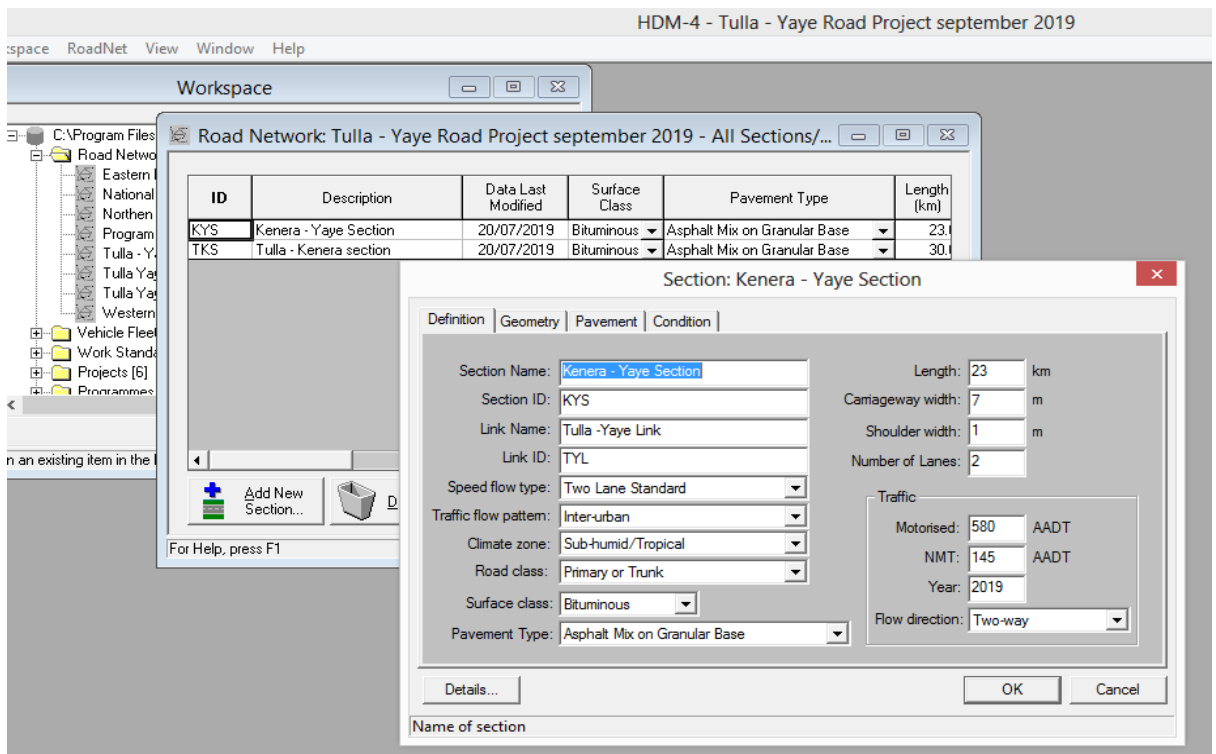 HDM-4 - Tulla - Yaye Road Project september 2019
kspace RoadNet View Window Help
Workspace
C:\Program Files
Road Netwo
Eastern
National
Northen
Program
Tulla - Y
Tulla Ya
Tulla Ya
Western
Vehicle Fleet
Work Standa
Projects [6]
Programmes
n an existing item in the
Road Network: Tulla - Yaye Road Project september 2019 - All Sections/...
ID Description Data Last Modified Surface Class Pavement Type Length (km)
KYS Kenera - Yaye Section 20/07/2019 Bituminous Asphalt Mix on Granular Base 23.
TKS Tulla - Kenera section 20/07/2019 Bituminous Asphalt Mix on Granular Base 30.
Add New
Section...
D
For Help, press F1
Section: Kenera - Yaye Section
Definition Geometry Pavement Condition
Section Name: Kenera - Yaye Section
Section ID: KYS
Link Name: Tulla -Yaye Link
Link ID: TYL
Speed flow type: Two Lane Standard
Traffic flow pattern: Inter-urban
Climate zone: Sub-humid/Tropical
Road class: Primary or Trunk
Surface class: Bituminous
Pavement Type: Asphalt Mix on Granular Base
Length: 23 km
Carriageway width: 7 m
Shoulder width: 1 m
Number of Lanes: 2
Traffic
Motorised: 580 AADT
NMT: 145 AADT
Year: 2019
Flow direction: Two-way
Details... OK Cancel
Name of section